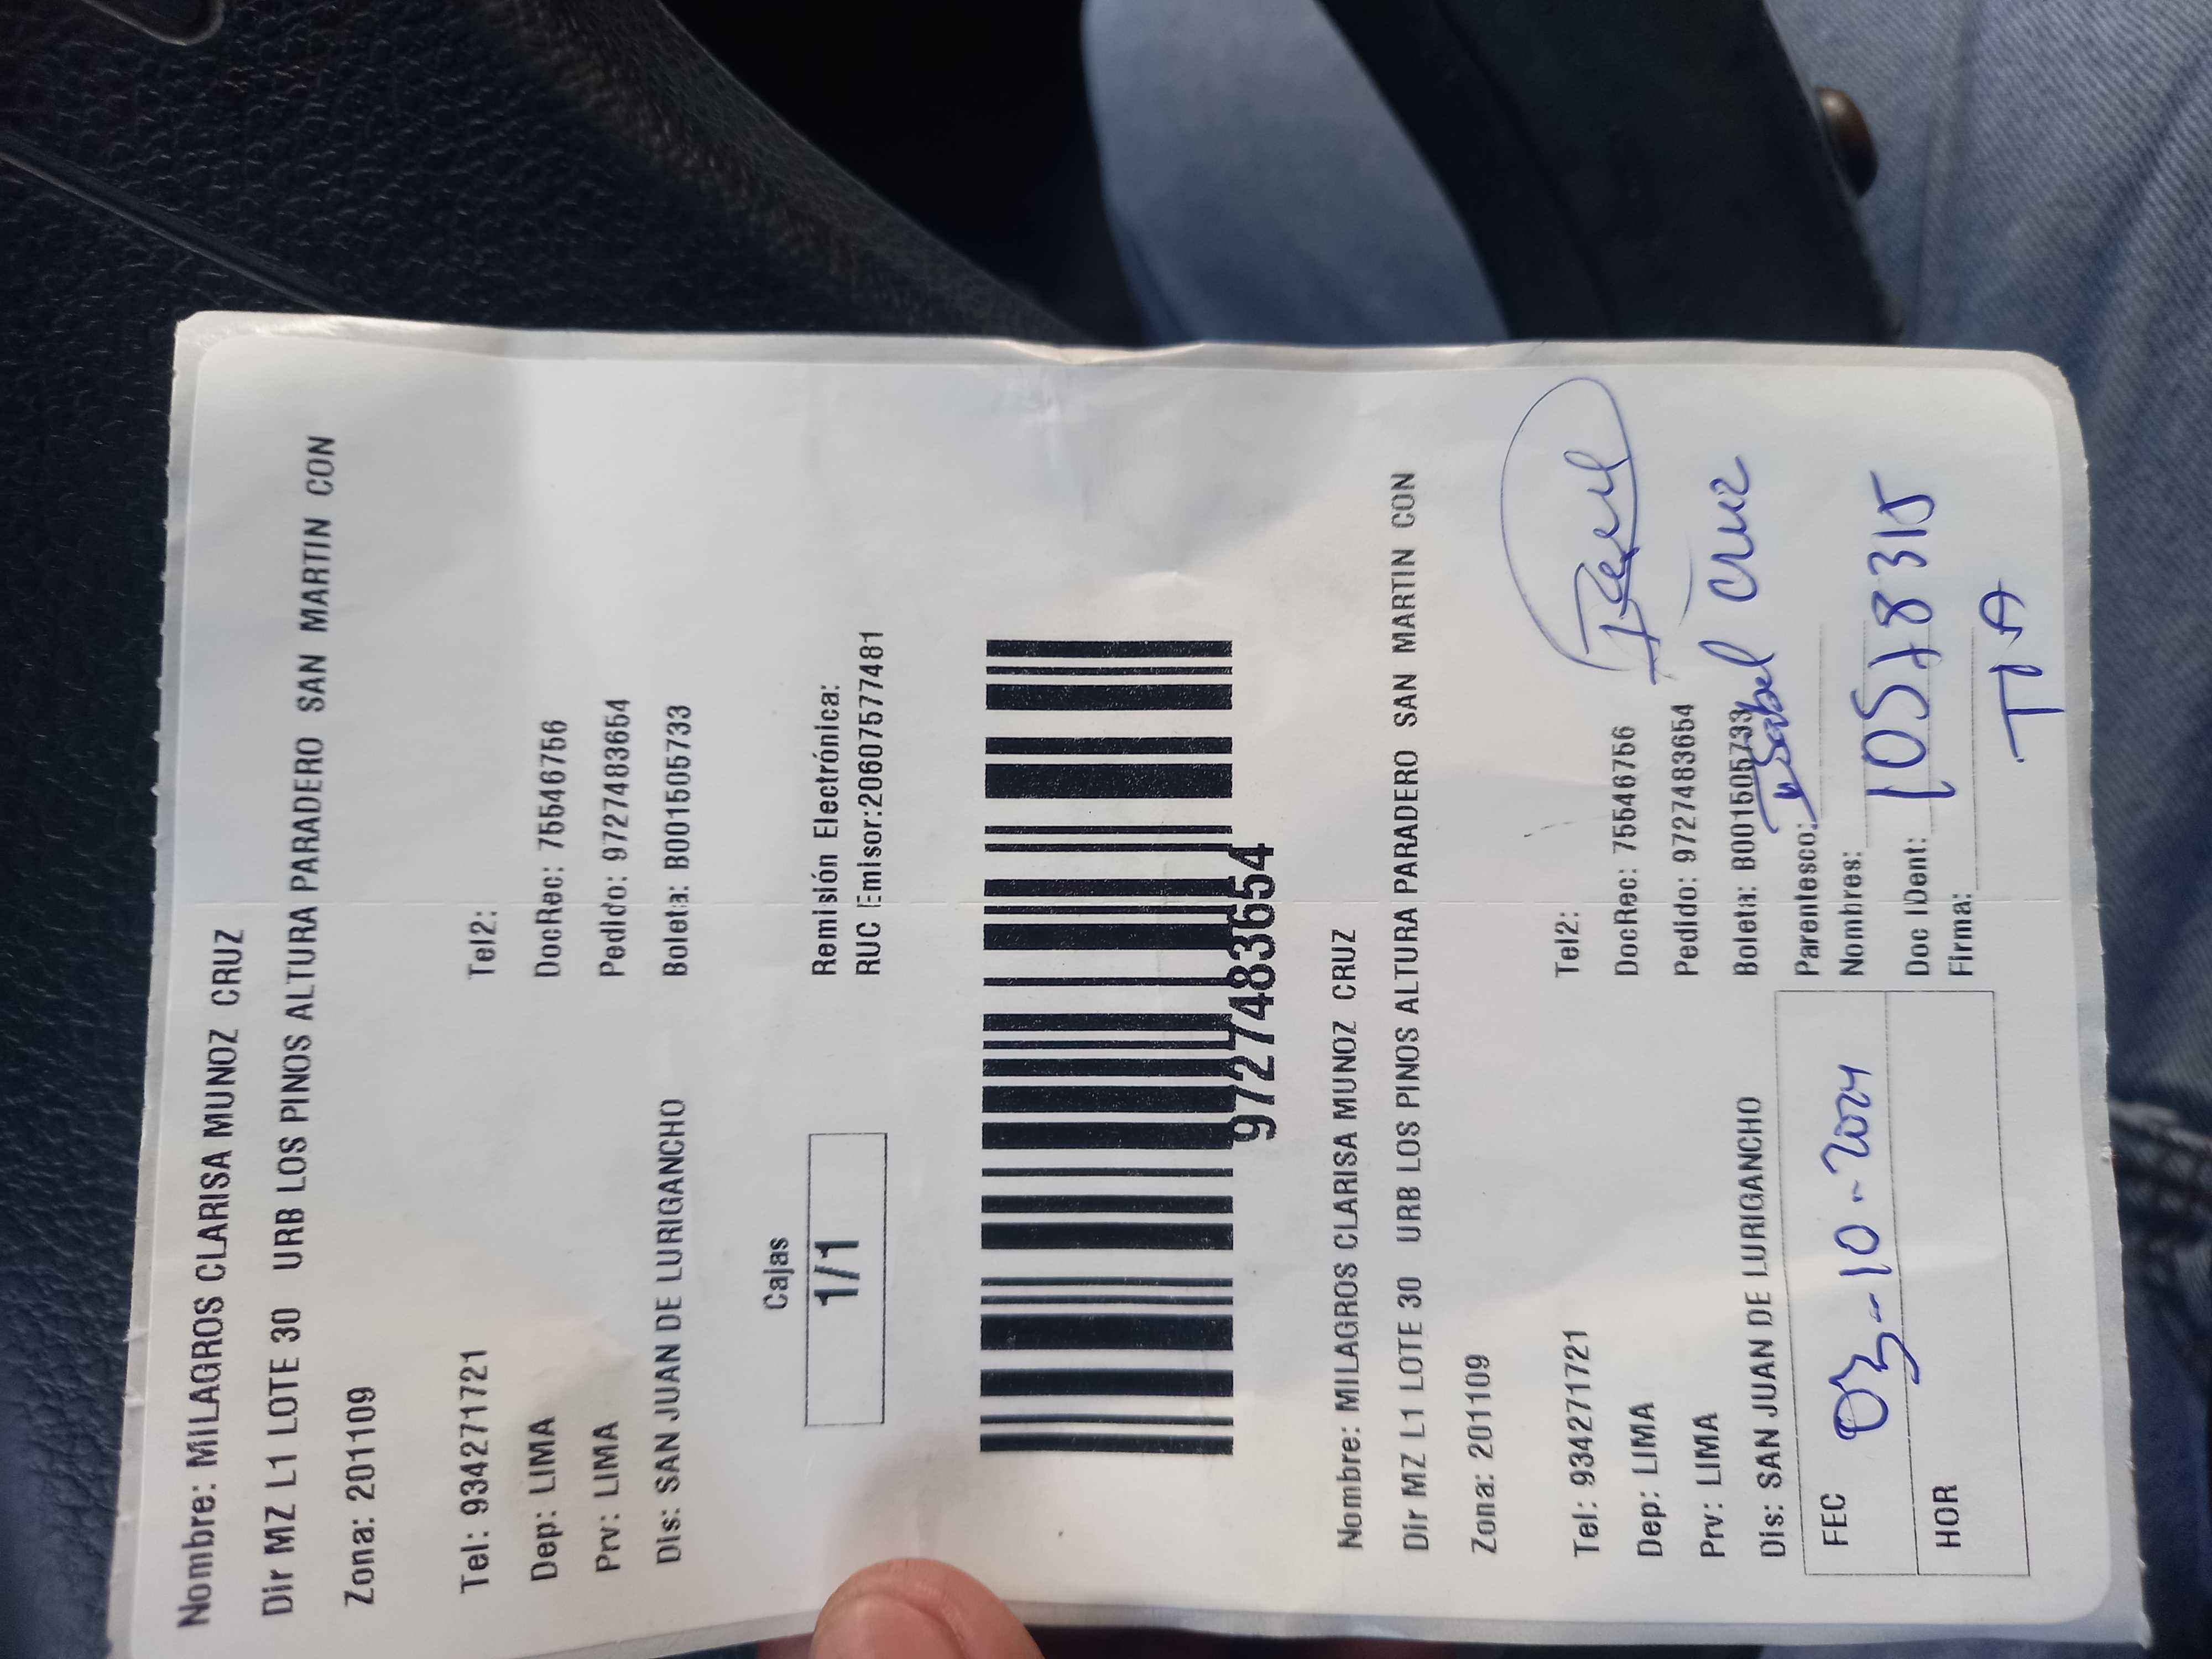 Nombre: MILAGROS CLARISA MUNOZ CRUZ
Dir MZ L1 LOTE 30 URB LOS PINOS ALTURA PARADERO SAN MARTIN CON
Zona: 201109
Tel: 934271721 Tel2:
Dep: LIMA DocRec: 75546756
Prv: LIMA Pedido: 9727483654
Dis: SAN JUAN DE LURIGANCHO Boleta: B001505733
Cajas
1/1
Remisión Electrónica:
RUC Emisor:20607577481
9727483654
Nombre: MILAGROS CLARISA MUNOZ CRUZ
Dir MZ L1 LOTE 30 URB LOS PINOS ALTURA PARADERO SAN MARTIN CON
Zona: 201109
Tel: 934271721 Tel2:
Dep: LIMA DocRec: 75546756
Prv: LIMA Pedido: 9727483654
Dis: SAN JUAN DE LURIGANCHO Boleta: B001505733
FEC 03-10-2024
HOR
Parentesco: Isabel Cruz
Nombres:
Doc IDent: 10578315
Firma:
TIA